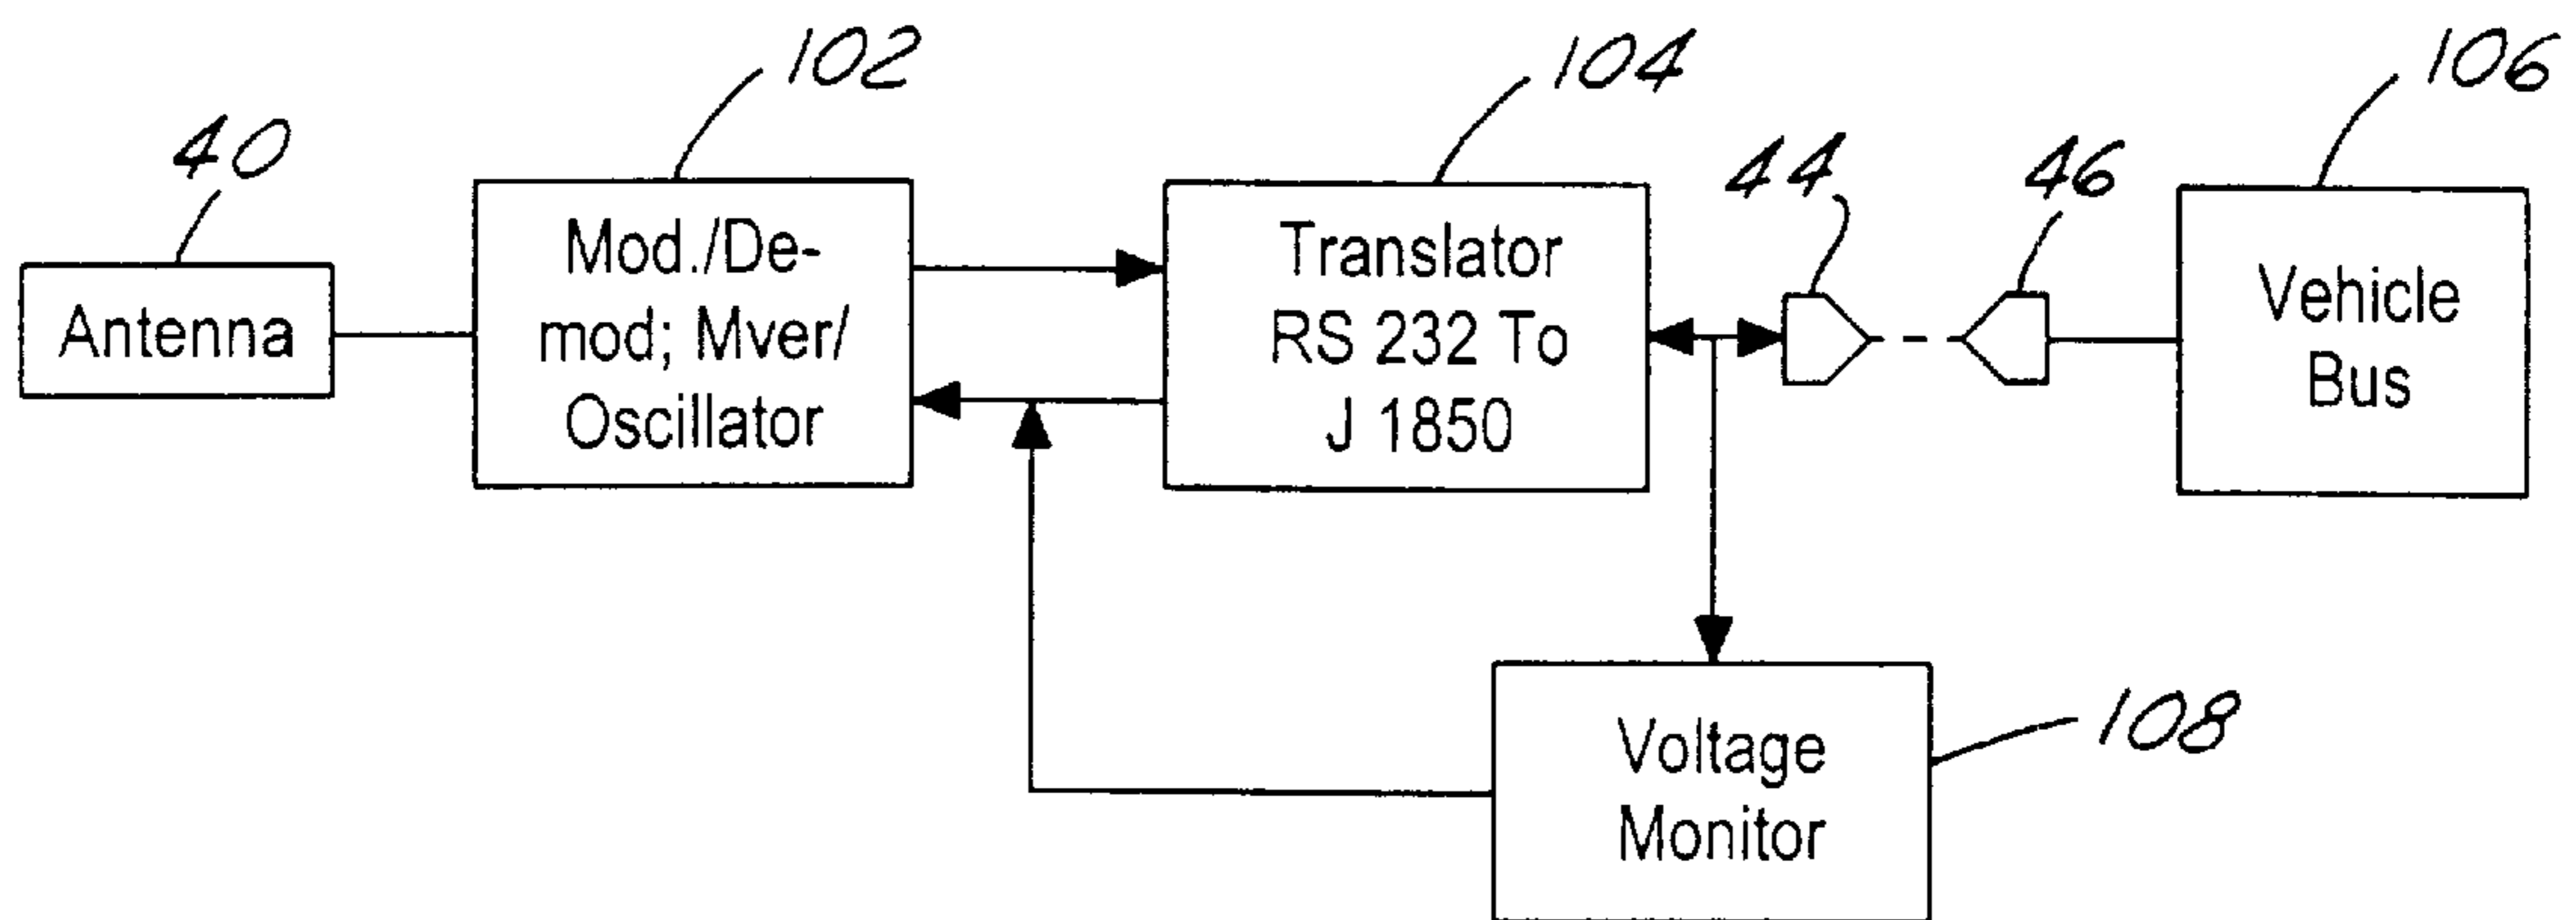 102
104
106
40
44
46
Antenna
Mod./De-
mod; Mver/
Oscillator
Translator
RS 232 To
J 1850
Vehicle
Bus
108
Voltage
Monitor